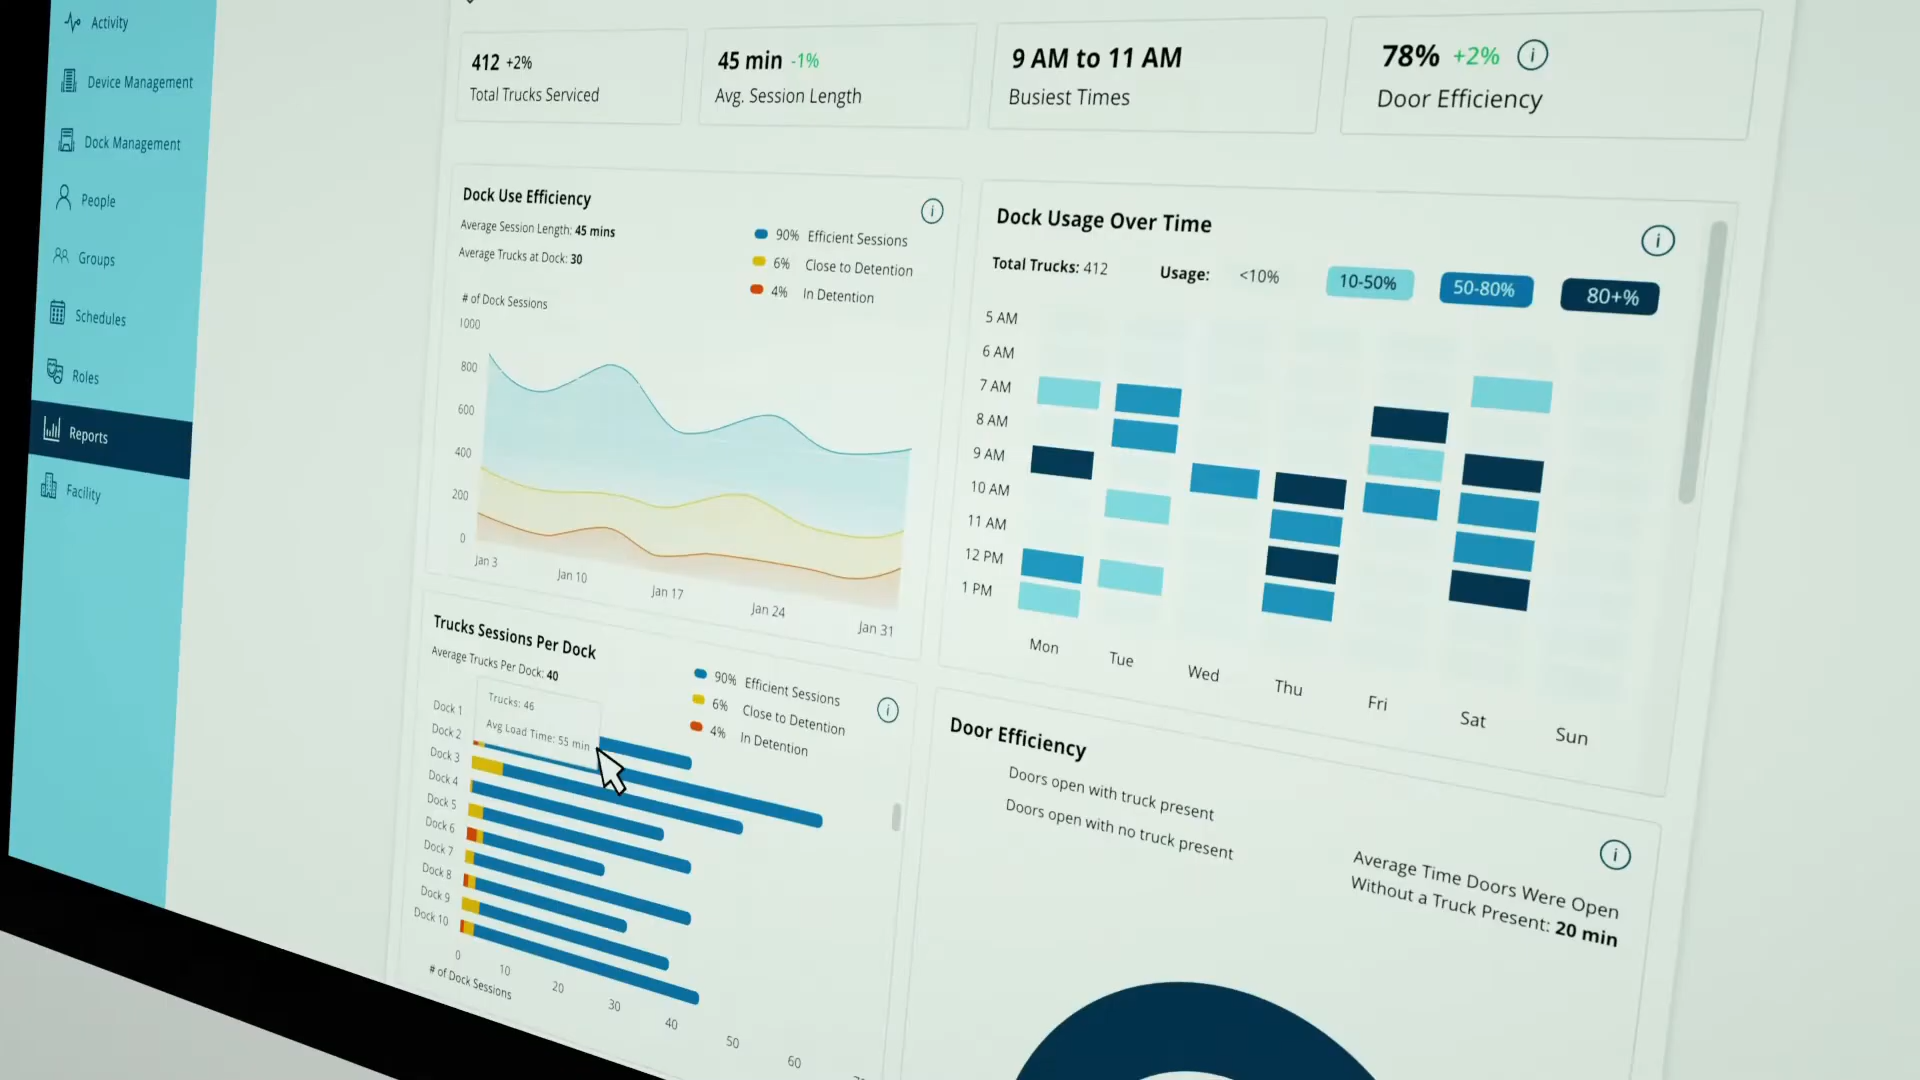 Activity
Device Management
Dock Management
People
Groups
Schedules
Roles
Reports
Facility
412 +2%
Total Trucks Serviced
45 min -1%
Avg. Session Length
9 AM to 11 AM
Busiest Times
78% +2% i
Door Efficiency
Dock Use Efficiency
i
Average Session Length: 45 mins
Average Trucks at Dock: 30
90% Efficient Sessions
6% Close to Detention
4% In Detention
# of Dock Sessions
1000
800
600
400
200
0
Jan 3
Jan 10
Jan 17
Jan 24
Jan 31
Dock Usage Over Time
i
Total Trucks: 412
Usage: <10% 10-50% 50-80% 80+%
5 AM
6 AM
7 AM
8 AM
9 AM
10 AM
11 AM
12 PM
1 PM
Mon
Tue
Wed
Thu
Fri
Sat
Sun
Trucks Sessions Per Dock
Average Trucks Per Dock: 40
90% Efficient Sessions
6% Close to Detention
4% In Detention
i
Trucks: 46
Avg Load Time: 55 min
Dock 1
Dock 2
Dock 3
Dock 4
Dock 5
Dock 6
Dock 7
Dock 8
Dock 9
Dock 10
0
10
20
30
40
50
60
# of Dock Sessions
Door Efficiency
Doors open with truck present
Doors open with no truck present
i
Average Time Doors Were Open
Without a Truck Present: 20 min